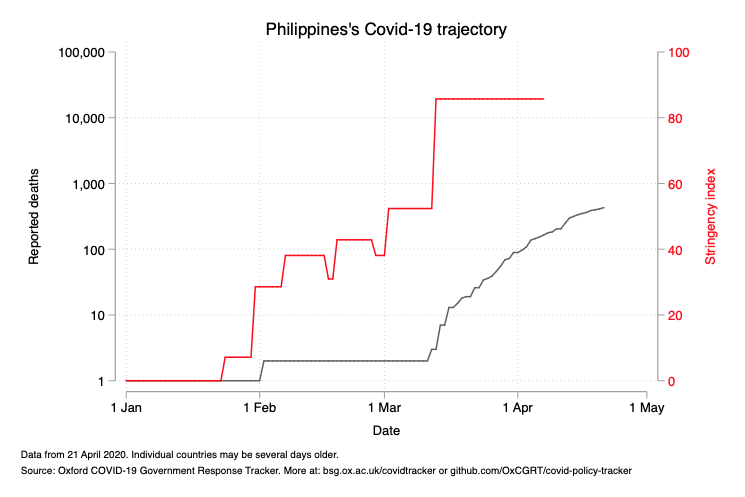 Philippines's Covid-19 trajectory
100,000
10,000
1,000
100
10
1
Reported deaths
100
80
60
40
20
0
Stringency index
1 Jan
1 Feb
1 Mar
1 Apr
1 May
Date
Data from 21 April 2020. Individual countries may be several days older.
Source: Oxford COVID-19 Government Response Tracker. More at: bsg.ox.ac.uk/covidtracker or github.com/OxCGRT/covid-policy-tracker